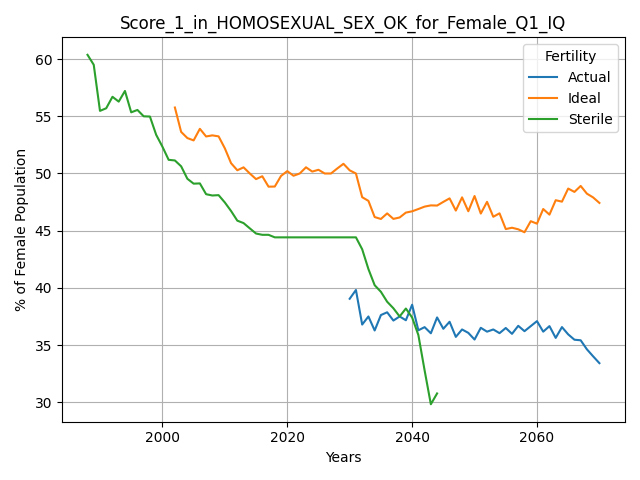 Score_1_in_HOMOSEXUAL_SEX_OK_for_Female_Q1_IQ
Fertility
Actual
Ideal
Sterile
% of Female Population
60
55
50
45
40
35
30
2000
2020
2040
2060
Years